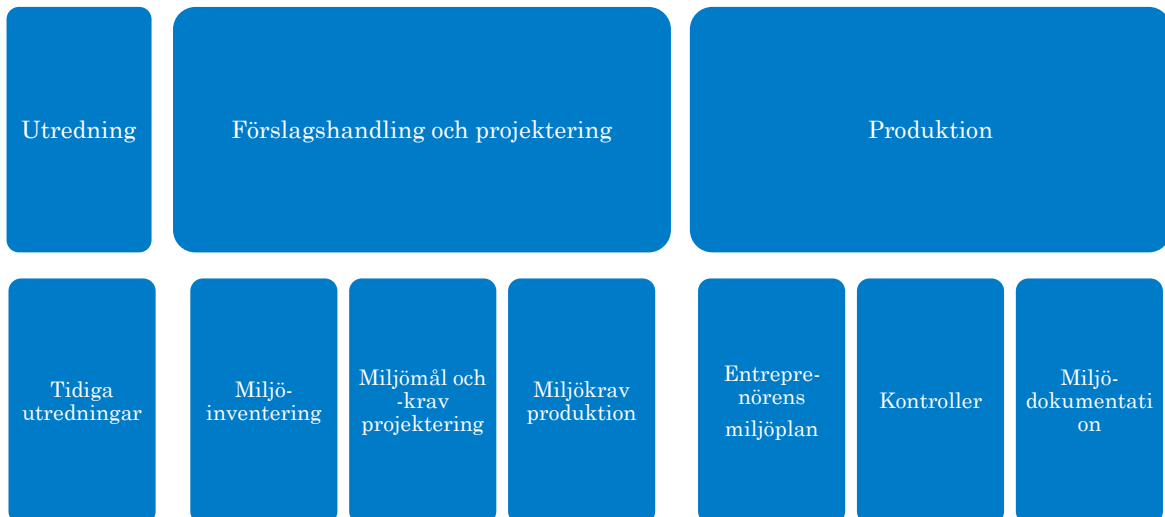 Utredning
Förslagshandling och projektering
Produktion
Tidiga
utredningar
Miljö-
inventering
Miljömål och
-krav
projektering
Miljökrav
produktion
Entrepre-
nörens
miljöplan
Kontroller
Miljö-
dokumentati
on